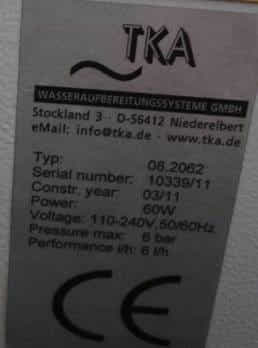 TKA
WASSERAUFBEREITUNGSSYSTEME GMBH
Stockland 3 · D-56412 Niederelbert
eMail: info@tka.de · www.tka.de
Typ: 08.2062
Serial number: 10339/11
Constr. year: 03/11
Power: 60W
Voltage: 110-240V,50/60Hz
Pressure max: 6 bar
Performance l/h: 6 l/h
CE